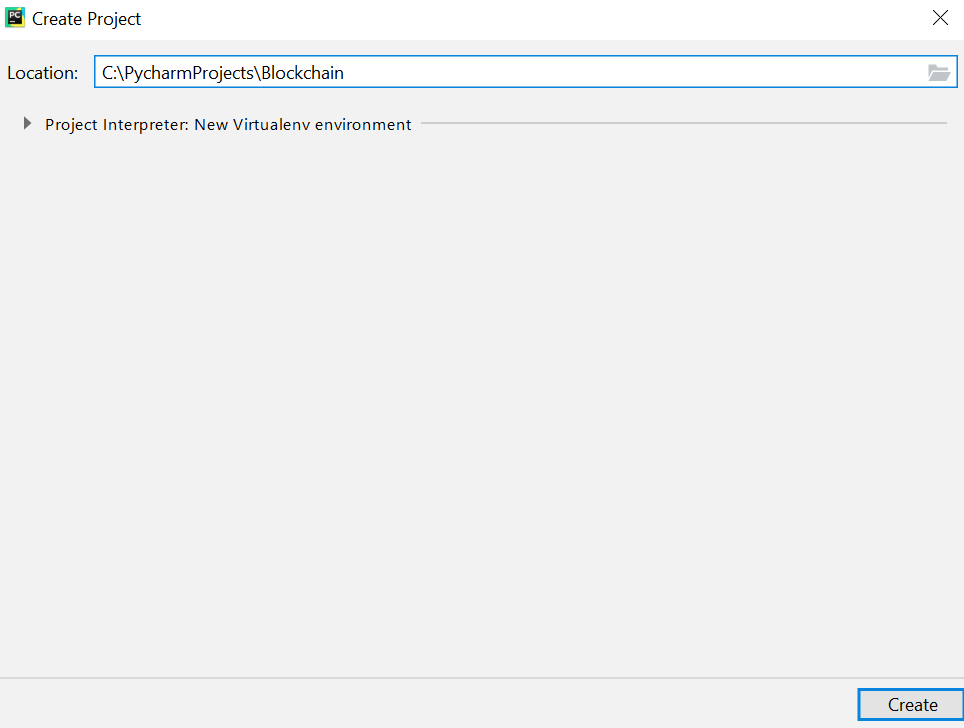 PC
Create Project
Location: C:\PycharmProjects\Blockchain
Project Interpreter: New Virtualenv environment
Create